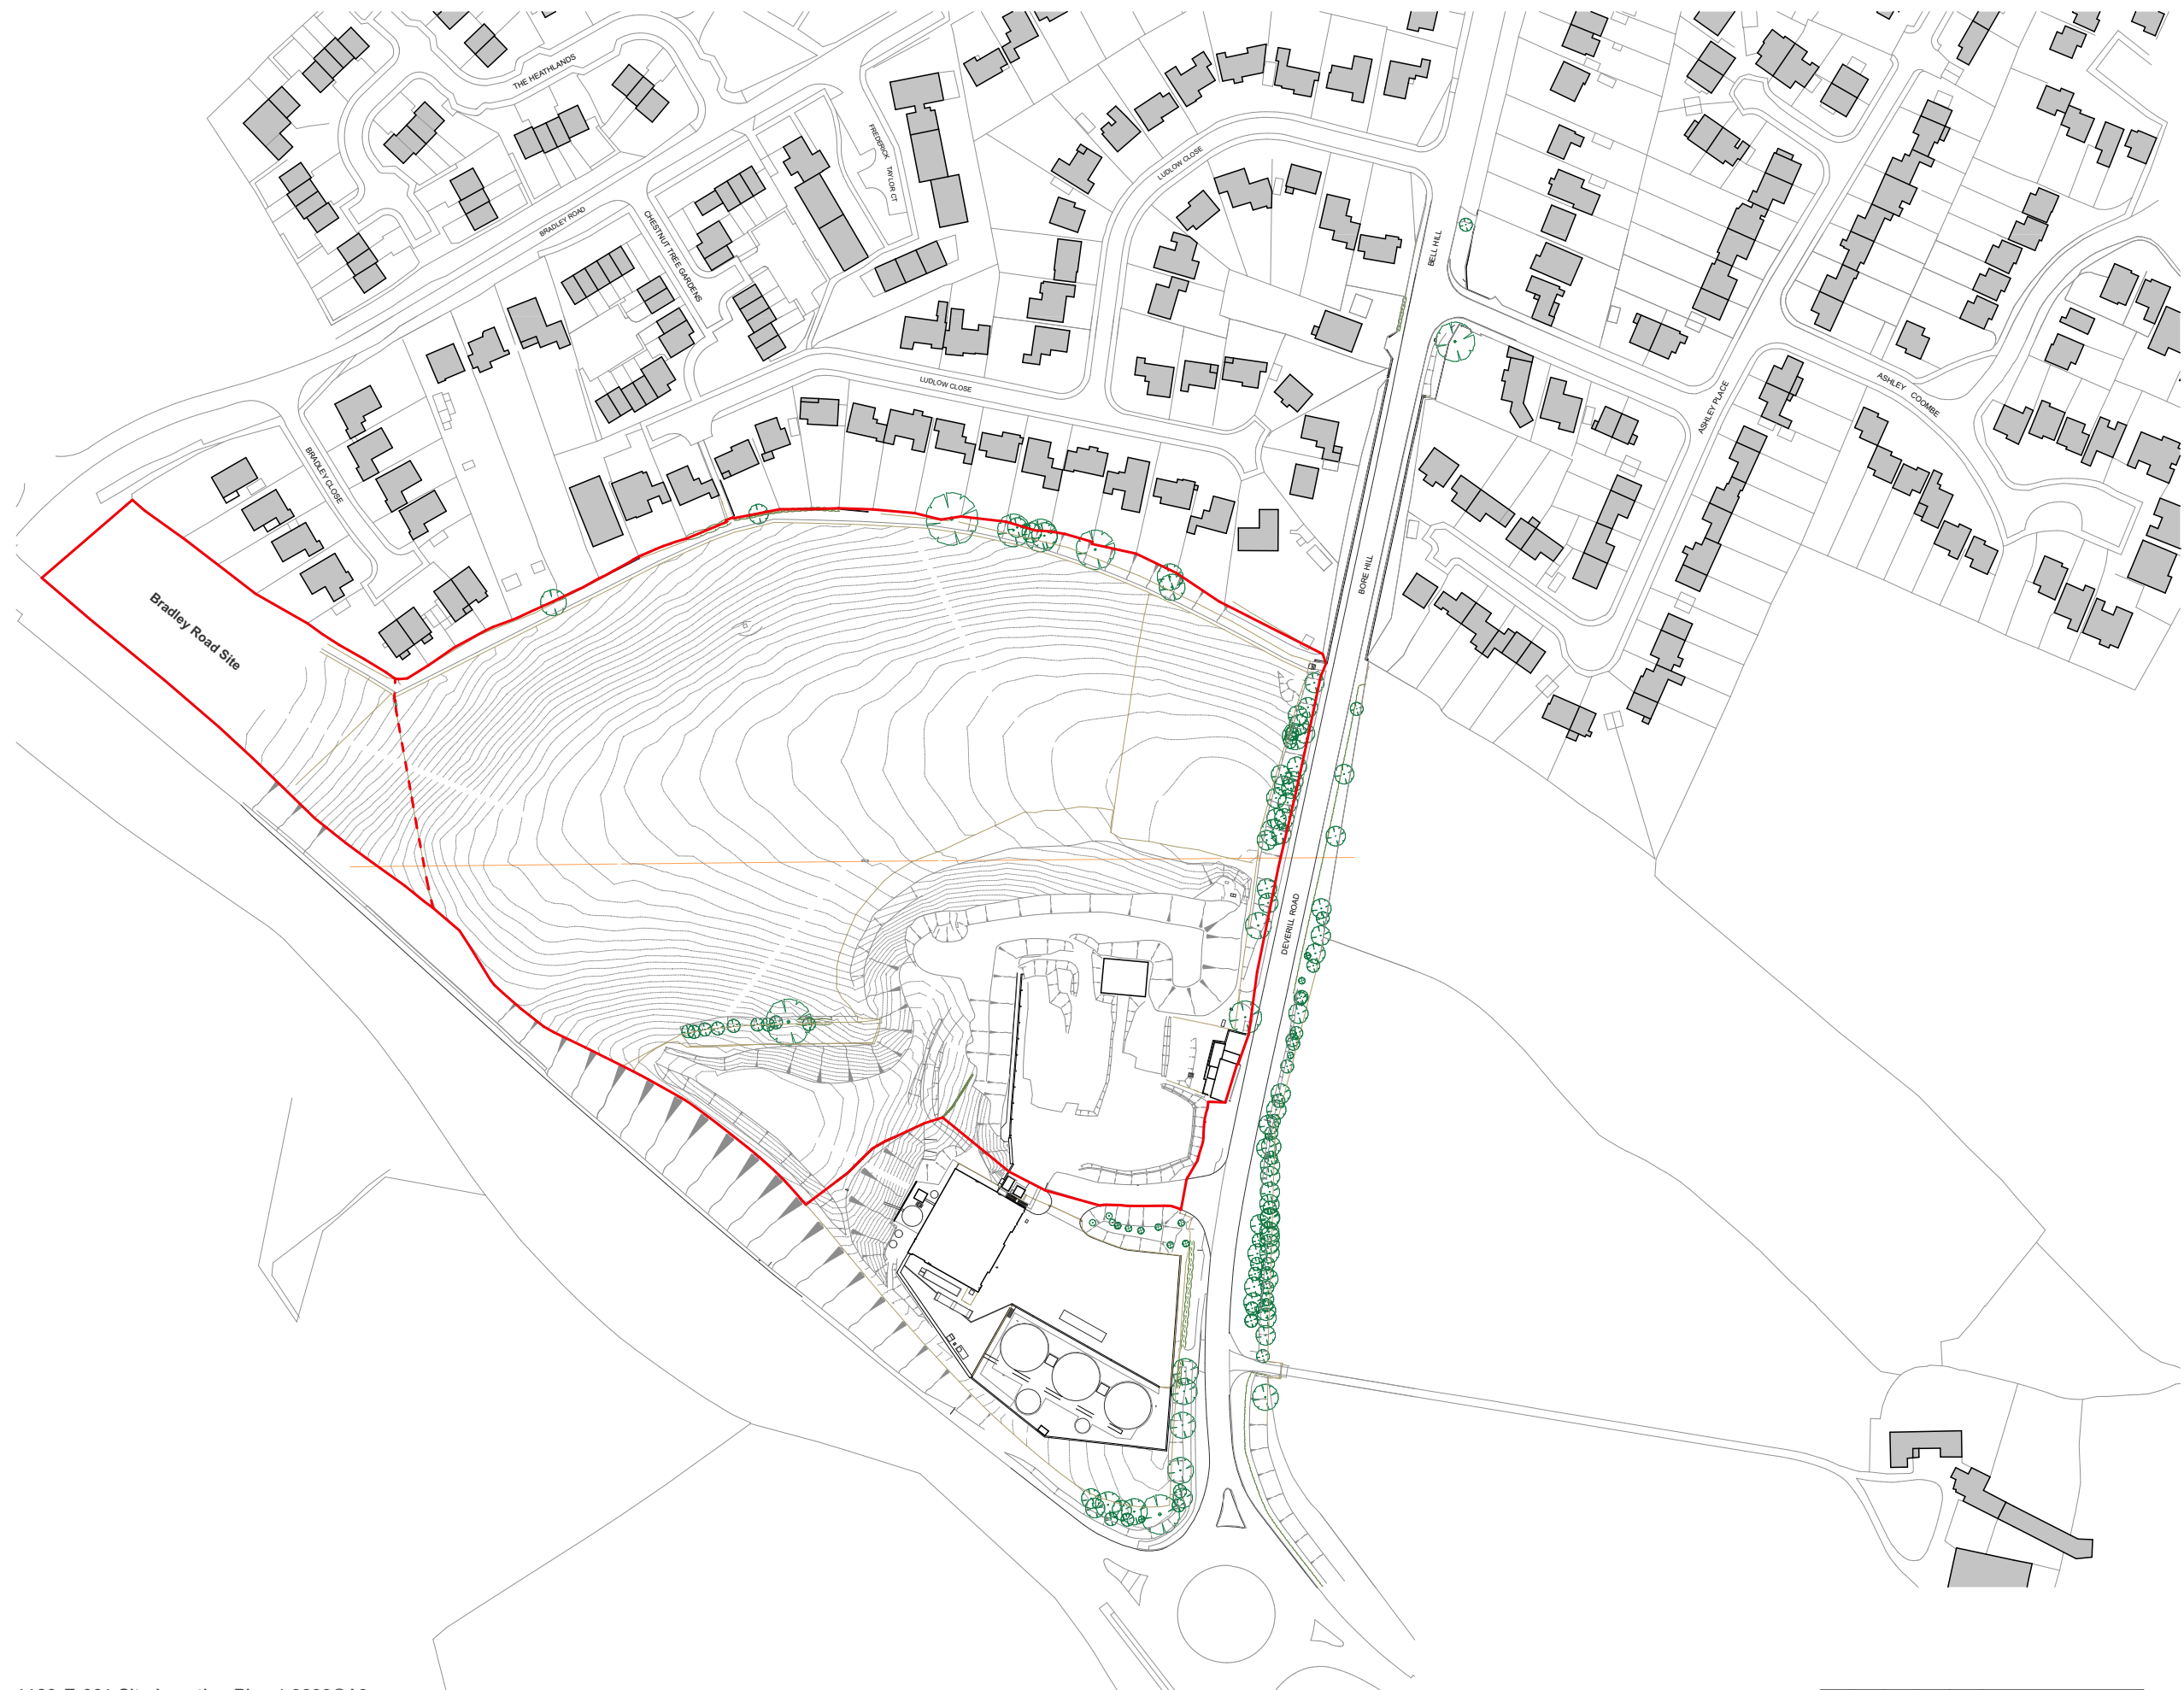 THE HEATHLANDS
FREDERICK TAYLOR CT
LUDLOW CLOSE
BRADLEY ROAD
CHESTNUT TREE GARDENS
BELL HILL
LUDLOW CLOSE
ASHLEY PLACE
ASHLEY COOMBE
BRADLEY CLOSE
BORE HILL
Bradley Road Site
DEVERILL ROAD